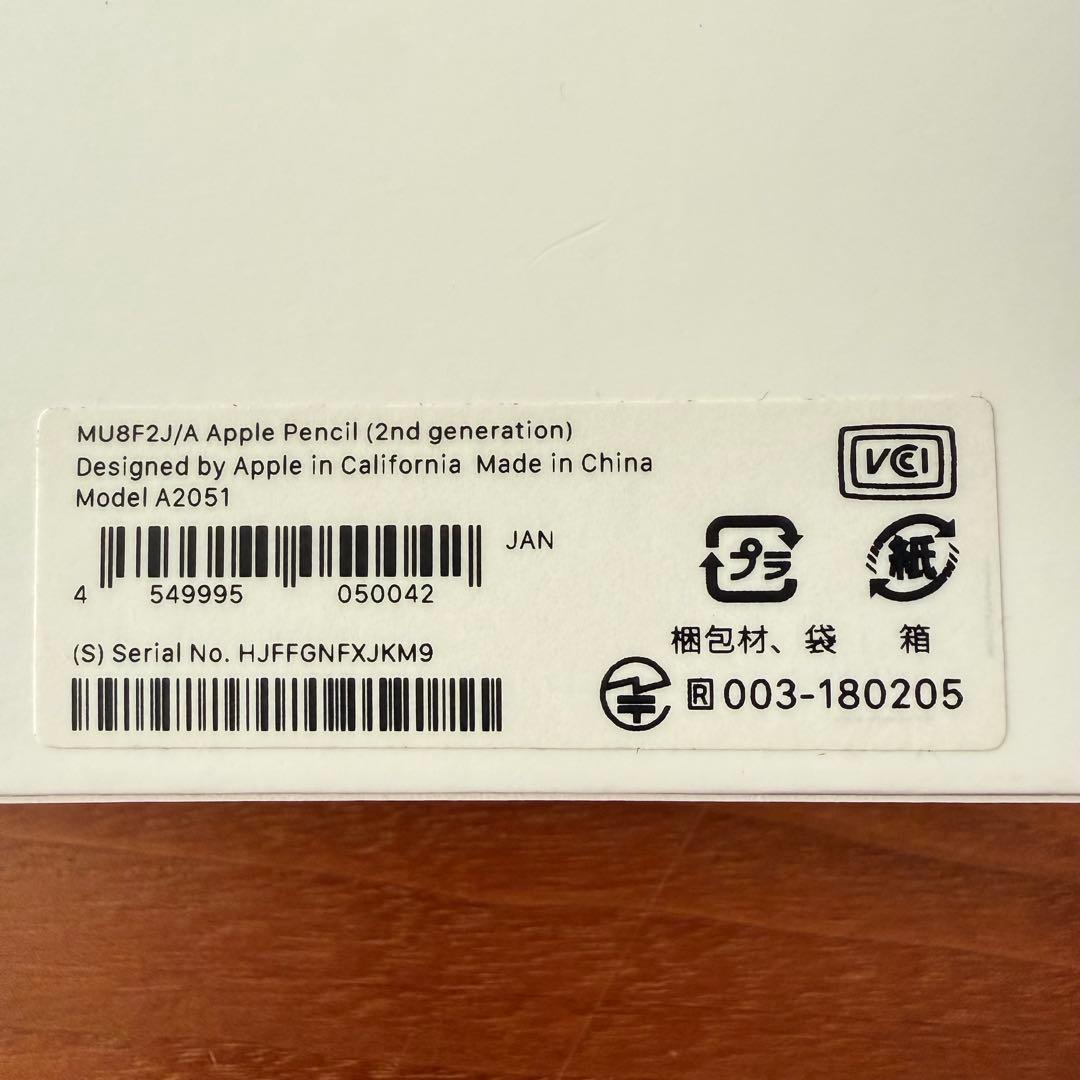 MU8F2J/A Apple Pencil (2nd generation)
Designed by Apple in California Made in China
Model A2051
VCCI
JAN
4 549995 050042
プラ
紙
梱包材、袋 箱
(S) Serial No. HJFFGNFXJKM9
R 003-180205